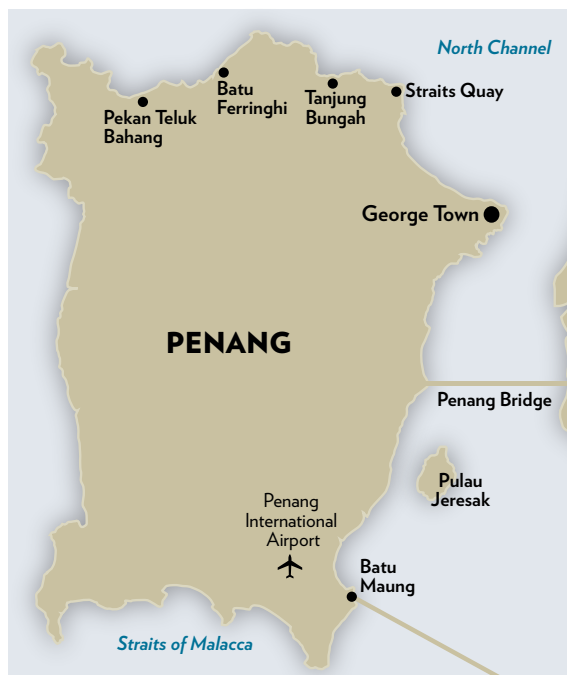 North Channel
Batu
Ferringhi
Tanjung
Bungah
Straits Quay
Pekan Teluk
Bahang
George Town
PENANG
Penang Bridge
Pulau
Jeresak
Penang
International
Airport
Batu
Maung
Straits of Malacca